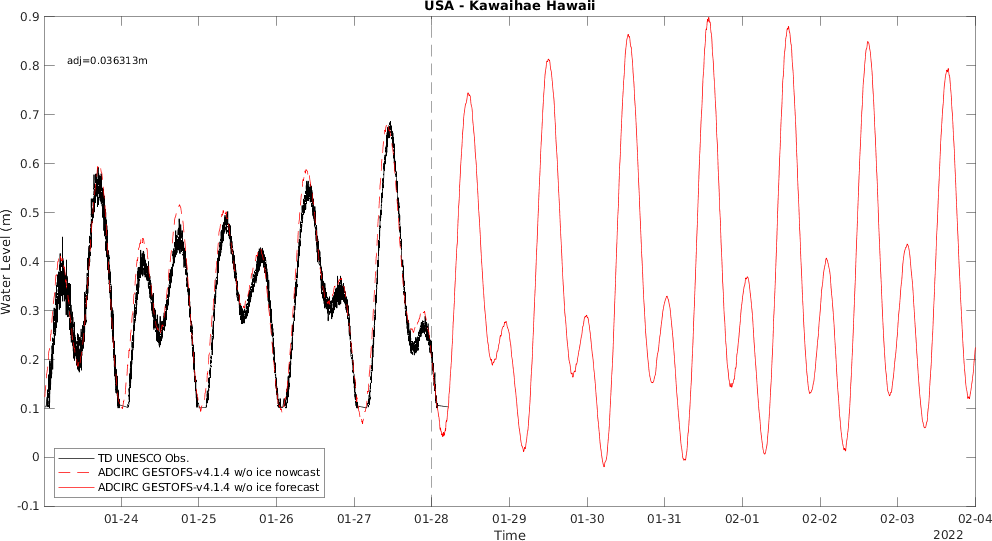 USA - Kawaihae Hawaii
adj=0.036313m
Water Level (m)
0.9
0.8
0.7
0.6
0.5
0.4
0.3
0.2
0.1
0
-0.1
TD UNESCO Obs.
ADCIRC GESTOFS-v4.1.4 w/o ice nowcast
ADCIRC GESTOFS-v4.1.4 w/o ice forecast
01-24 01-25 01-26 01-27 01-28 01-29 01-30 01-31 02-01 02-02 02-03 02-04
Time
2022